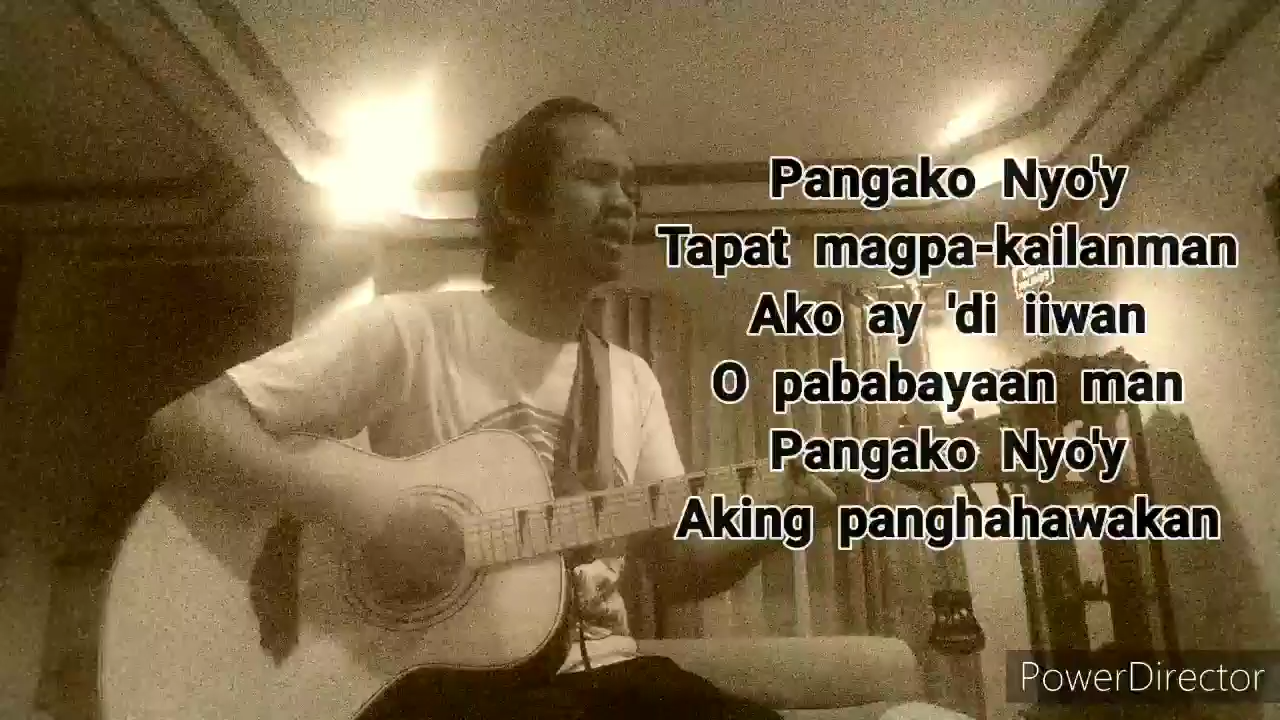 Pangako Nyo'y
Tapat magpa-kailanman
Ako ay 'di iiwan
O pababayaan man
Pangako Nyo'y
Aking panghahawakan
PowerDirector